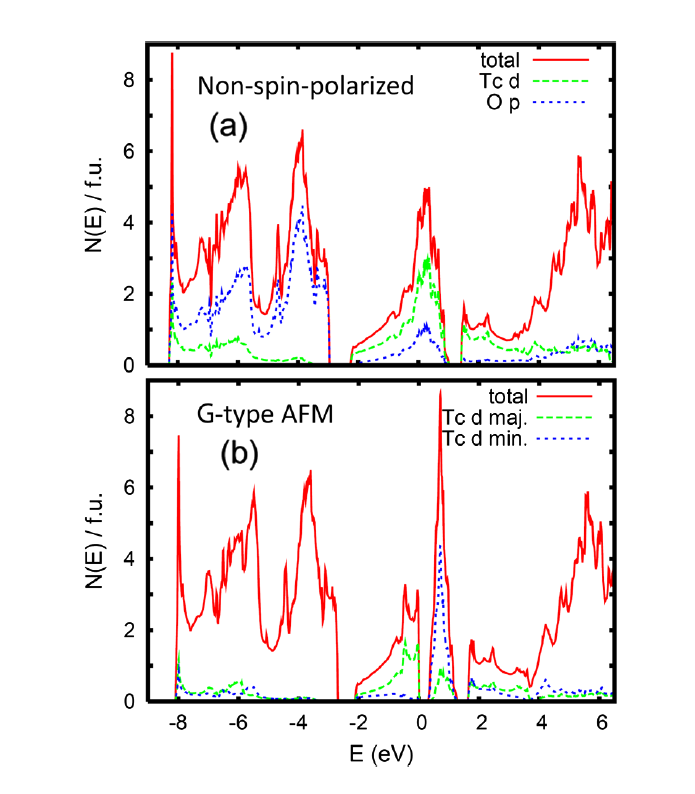 total
Tc d
O p
Non-spin-polarized
(a)
N(E) / f.u.
8
6
4
2
0
total
Tc d maj.
Tc d min.
G-type AFM
(b)
N(E) / f.u.
8
6
4
2
0
-8 -6 -4 -2 0 2 4 6
E (eV)